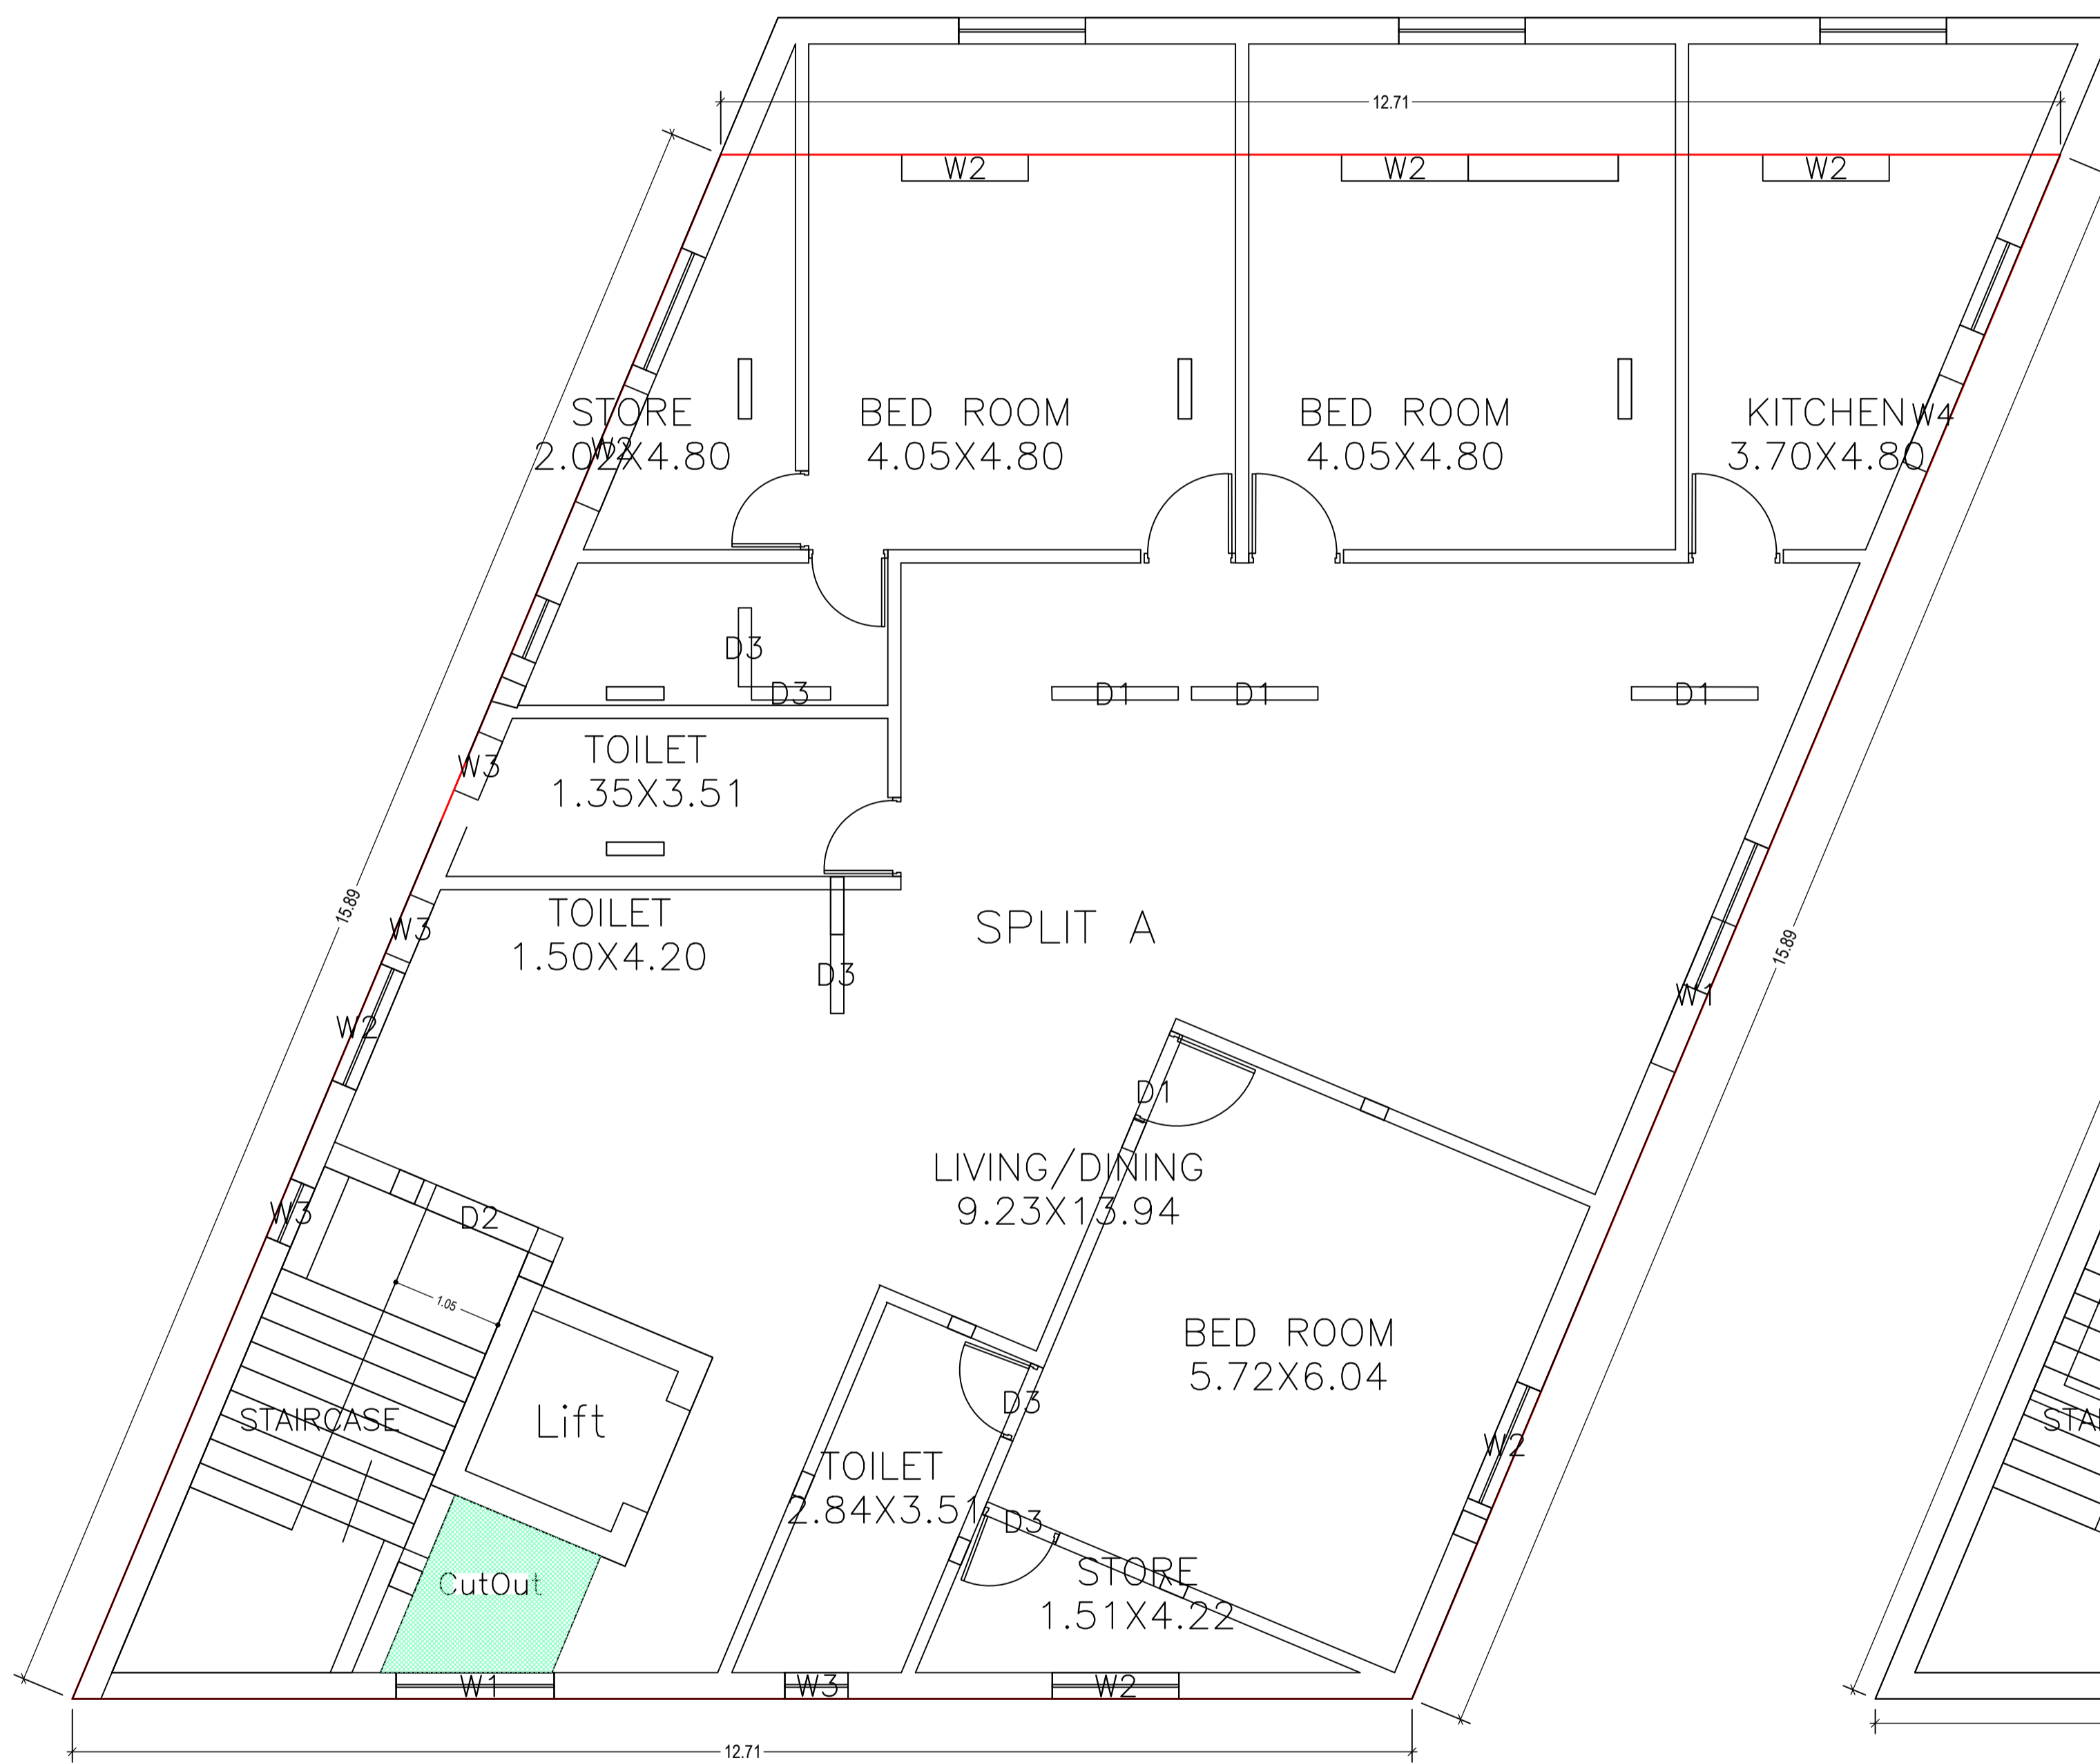 12.71
W2
W2
W2
STORE
2.02X4.80
W2
BED ROOM
4.05X4.80
BED ROOM
4.05X4.80
KITCHEN
3.70X4.80
W4
D3
D3
D1
D1
D1
TOILET
1.35X3.51
W3
15.89
TOILET
1.50X4.20
W3
D3
SPLIT A
15.89
W1
W2
D1
LIVING/DINING
9.23X13.94
W3
D2
1.05
BED ROOM
5.72X6.04
STAIRCASE
Lift
D3
W2
TOILET
2.84X3.51
D3
CutOut
STORE
1.51X4.22
W1
W3
W2
12.71
STA